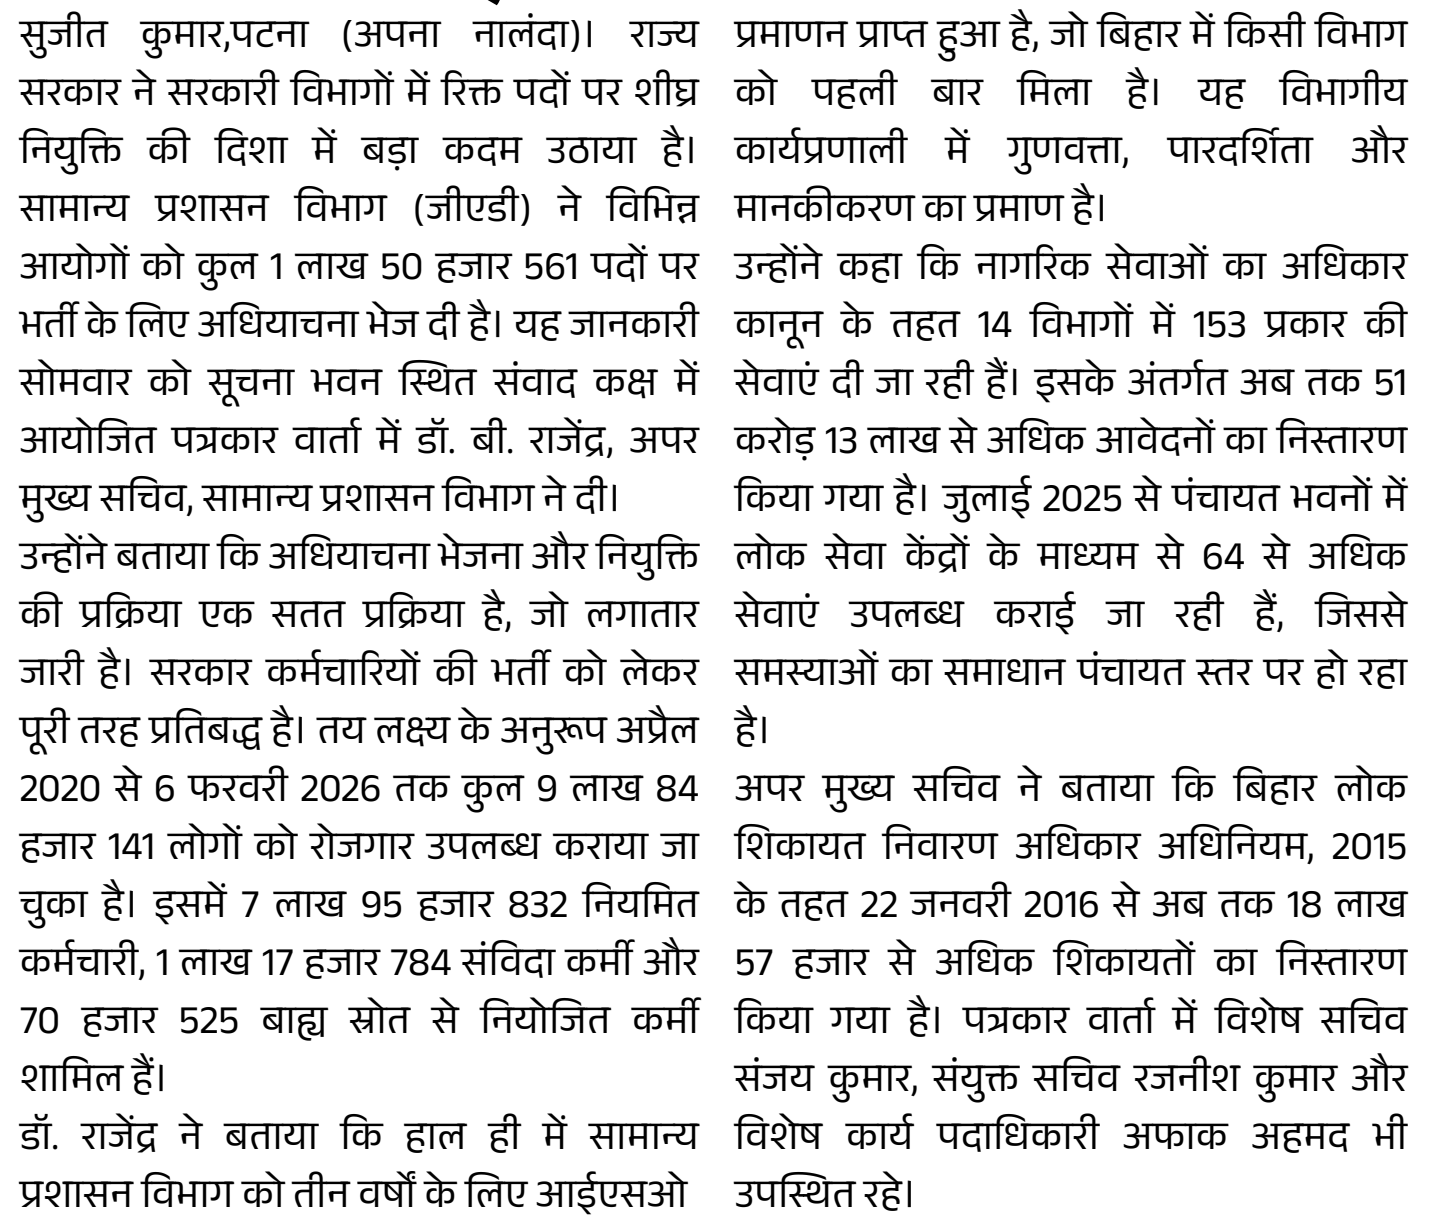 सुजीत कुमार,पटना (अपना नालंदा)। राज्य
सरकार ने सरकारी विभागों में रिक्त पदों पर शीघ्र
नियुक्ति की दिशा में बड़ा कदम उठाया है।
सामान्य प्रशासन विभाग (जीएडी) ने विभिन्न
आयोगों को कुल 1 लाख 50 हजार 561 पदों पर
भर्ती के लिए अधियाचना भेज दी है। यह जानकारी
सोमवार को सूचना भवन स्थित संवाद कक्ष में
आयोजित पत्रकार वार्ता में डॉ. बी. राजेंद्र, अपर
मुख्य सचिव, सामान्य प्रशासन विभाग ने दी।
उन्होंने बताया कि अधियाचना भेजना और नियुक्ति
की प्रक्रिया एक सतत प्रक्रिया है, जो लगातार
जारी है। सरकार कर्मचारियों की भर्ती को लेकर
पूरी तरह प्रतिबद्ध है। तय लक्ष्य के अनुरूप अप्रैल
2020 से 6 फरवरी 2026 तक कुल 9 लाख 84
हजार 141 लोगों को रोजगार उपलब्ध कराया जा
चुका है। इसमें 7 लाख 95 हजार 832 नियमित
कर्मचारी, 1 लाख 17 हजार 784 संविदा कर्मी और
70 हजार 525 बाह्य स्रोत से नियोजित कर्मी
शामिल हैं।
डॉ. राजेंद्र ने बताया कि हाल ही में सामान्य
प्रशासन विभाग को तीन वर्षों के लिए आईएसओ
प्रमाणन प्राप्त हुआ है, जो बिहार में किसी विभाग
को पहली बार मिला है। यह विभागीय
कार्यप्रणाली में गुणवत्ता, पारदर्शिता और
मानकीकरण का प्रमाण है।
उन्होंने कहा कि नागरिक सेवाओं का अधिकार
कानून के तहत 14 विभागों में 153 प्रकार की
सेवाएं दी जा रही हैं। इसके अंतर्गत अब तक 51
करोड़ 13 लाख से अधिक आवेदनों का निस्तारण
किया गया है। जुलाई 2025 से पंचायत भवनों में
लोक सेवा केंद्रों के माध्यम से 64 से अधिक
सेवाएं उपलब्ध कराई जा रही हैं, जिससे
समस्याओं का समाधान पंचायत स्तर पर हो रहा
है।
अपर मुख्य सचिव ने बताया कि बिहार लोक
शिकायत निवारण अधिकार अधिनियम, 2015
के तहत 22 जनवरी 2016 से अब तक 18 लाख
57 हजार से अधिक शिकायतों का निस्तारण
किया गया है। पत्रकार वार्ता में विशेष सचिव
संजय कुमार, संयुक्त सचिव रजनीश कुमार और
विशेष कार्य पदाधिकारी अफाक अहमद भी
उपस्थित रहे।